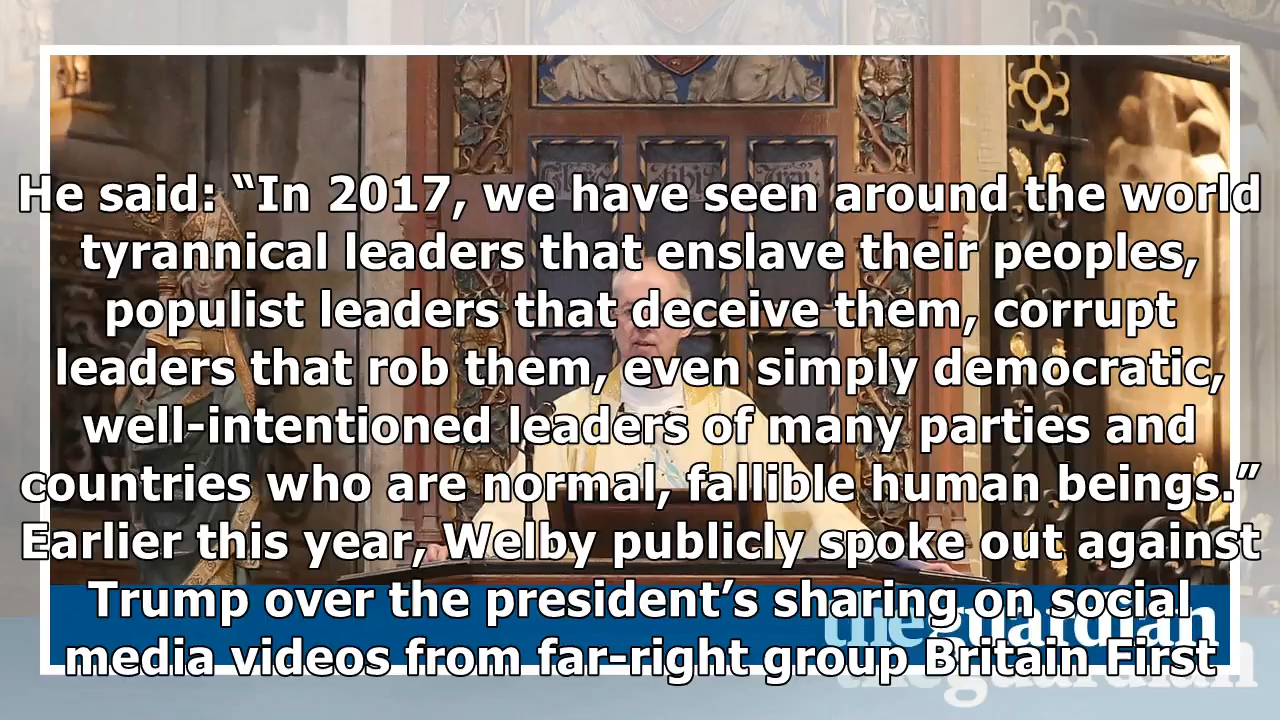 He said: “In 2017, we have seen around the world
tyrannical leaders that enslave their peoples,
populist leaders that deceive them, corrupt
leaders that rob them, even simply democratic,
well-intentioned leaders of many parties and
countries who are normal, fallible human beings.”
Earlier this year, Welby publicly spoke out against
Trump over the president’s sharing on social
media videos from far-right group Britain First
theguardian
theguardian